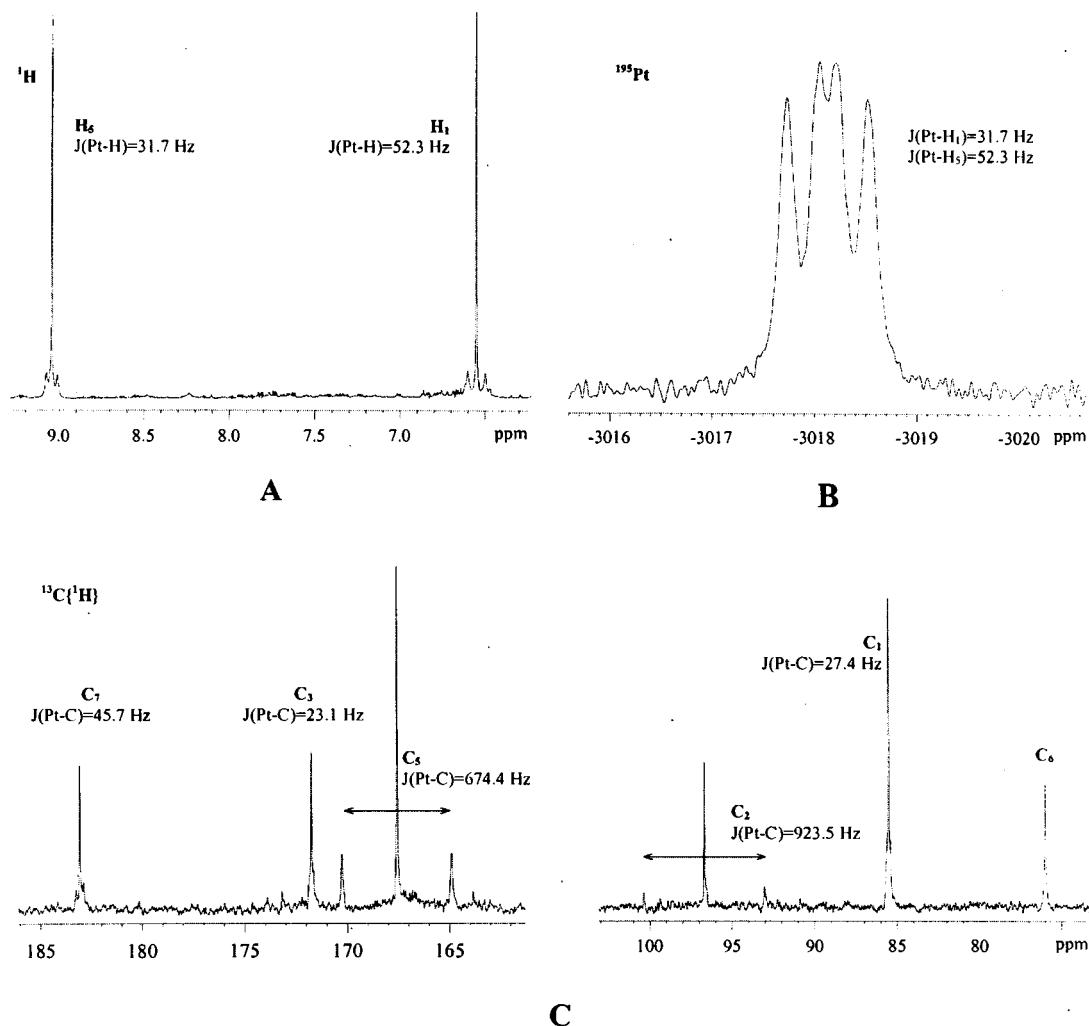 ¹H
H₅
J(Pt-H)=31.7 Hz
H₁
J(Pt-H)=52.3 Hz
9.0 8.5 8.0 7.5 7.0 ppm
A
¹⁹⁵Pt
J(Pt-H₁)=31.7 Hz
J(Pt-H₅)=52.3 Hz
-3016 -3017 -3018 -3019 -3020 ppm
B
¹³C{¹H}
C₇
J(Pt-C)=45.7 Hz
C₃
J(Pt-C)=23.1 Hz
C₅
J(Pt-C)=674.4 Hz
185 180 175 170 165
C₁
J(Pt-C)=27.4 Hz
C₆
C₂
J(Pt-C)=923.5 Hz
100 95 90 85 80 ppm
C